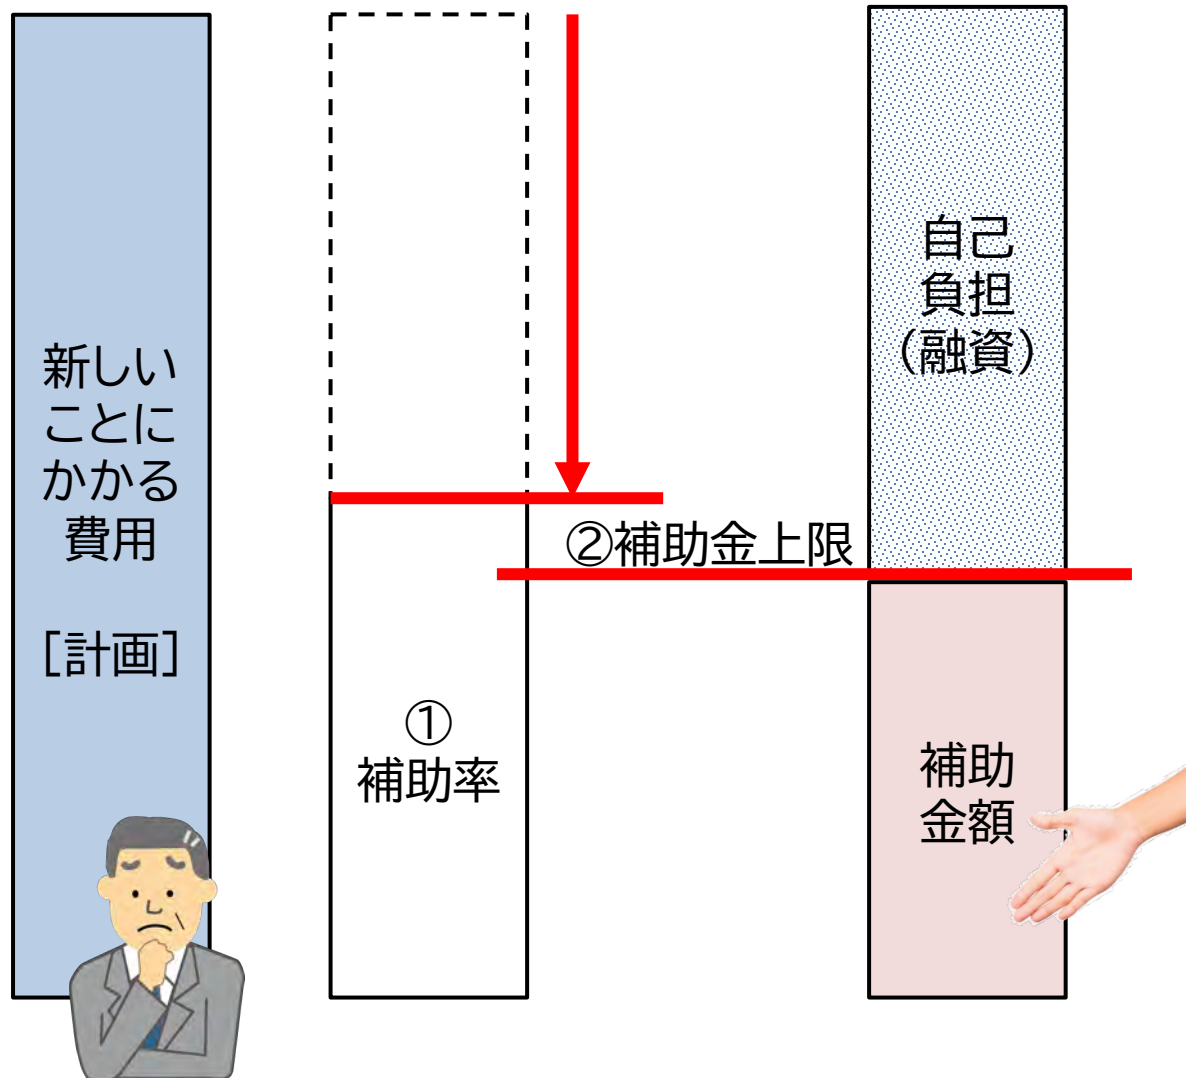 新しい
ことに
かかる
費用
[計画]
①
補助率
②補助金上限
自己
負担
(融資)
補助
金額